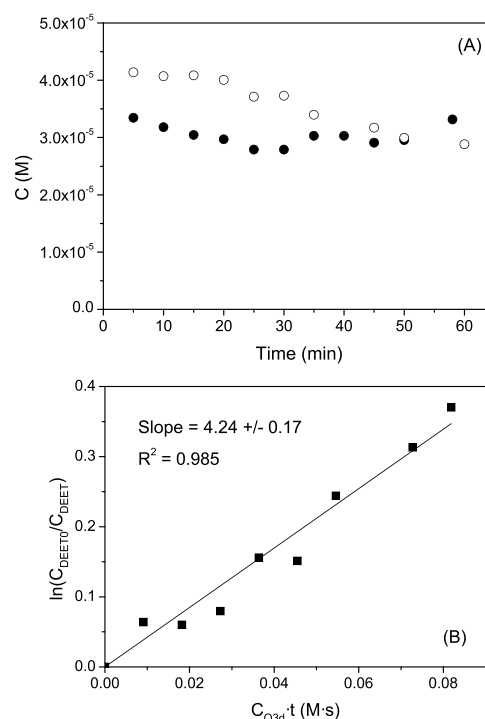 5.0x10⁻⁵
(A)
4.0x10⁻⁵
3.0x10⁻⁵
2.0x10⁻⁵
1.0x10⁻⁵
0.0
C (M)
0 10 20 30 40 50 60
Time (min)
0.4
Slope = 4.24 +/- 0.17
R² = 0.985
0.3
0.2
0.1
0.0
ln(C_DEET0/C_DEET)
(B)
0.00 0.02 0.04 0.06 0.08
C_O3d·t (M·s)